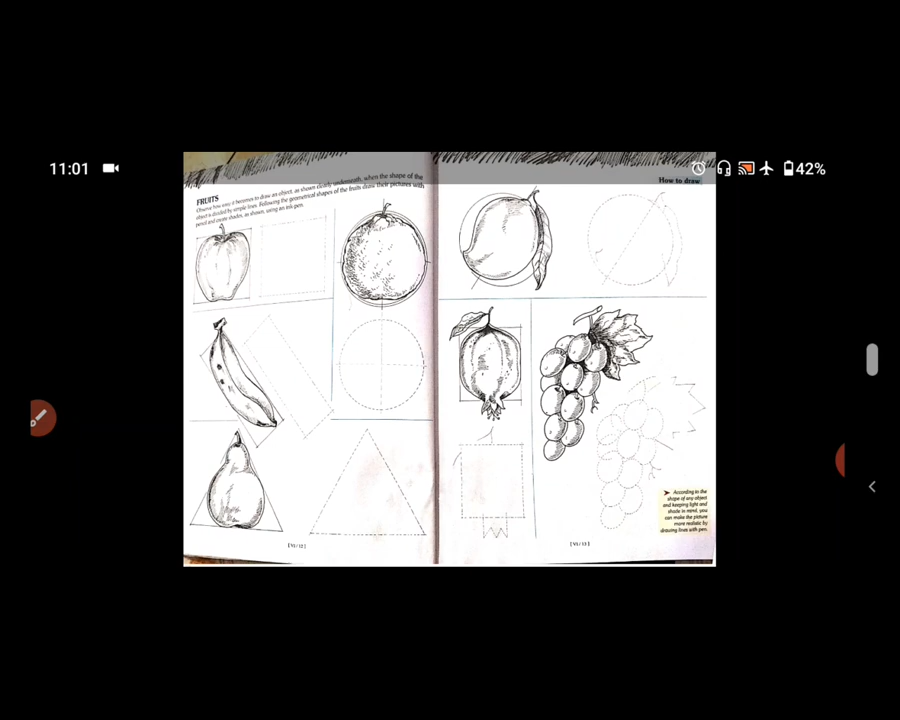 11:01
42%
How to draw
FRUITS
Observe how easy it becomes to draw an object, as shown clearly underneath, when the shape of the
object is divided by simple lines. Following the geometrical shapes of the fruits draw their pictures with
pencil and create shades, as shown, using an ink pen.
[ VI / 12 ]
According to the
shape of any object
and keeping light and
shade in mind, you
can make the picture
more realistic by
drawing lines with pen.
[ VI / 13 ]